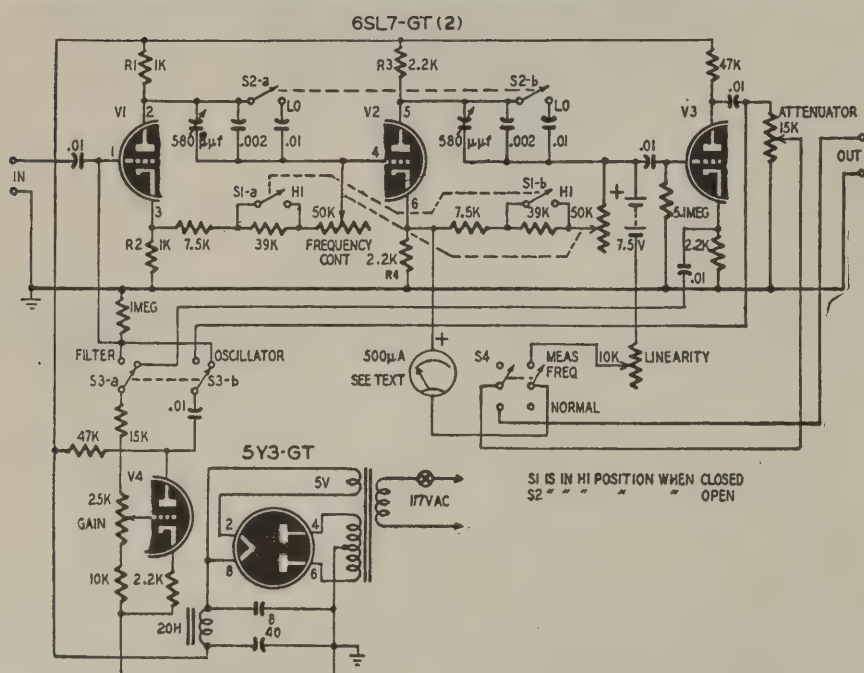 6SL7-GT (2)
R1 1K
R3 2.2K
47K
S2-a
S2-b
.01
V1
2
LO
V2
5
LO
V3
ATTENUATOR
15K
580 μμf
.002
.01
580 μμf
.002
.01
.01
.01
1
4
IN
OUT
S1-a
HI
S1-b
HI
+
3
6
50K
7.5K
39K
50K
7.5V
5.1MEG
R2
1K
7.5K
39K
FREQUENCY
CONT
2.2K
R4
2.2K
.01
1MEG
FILTER
OSCILLATOR
S3-a
S3-b
+
500μA
SEE TEXT
S4
MEAS
FREQ
10K
LINEARITY
NORMAL
.01
47K
15K
V4
5Y3-GT
5V
117VAC
S1 IS IN HI POSITION WHEN CLOSED
S2 " " " " " OPEN
25K
GAIN
2
4
8
6
10K
2.2K
20H
8
40